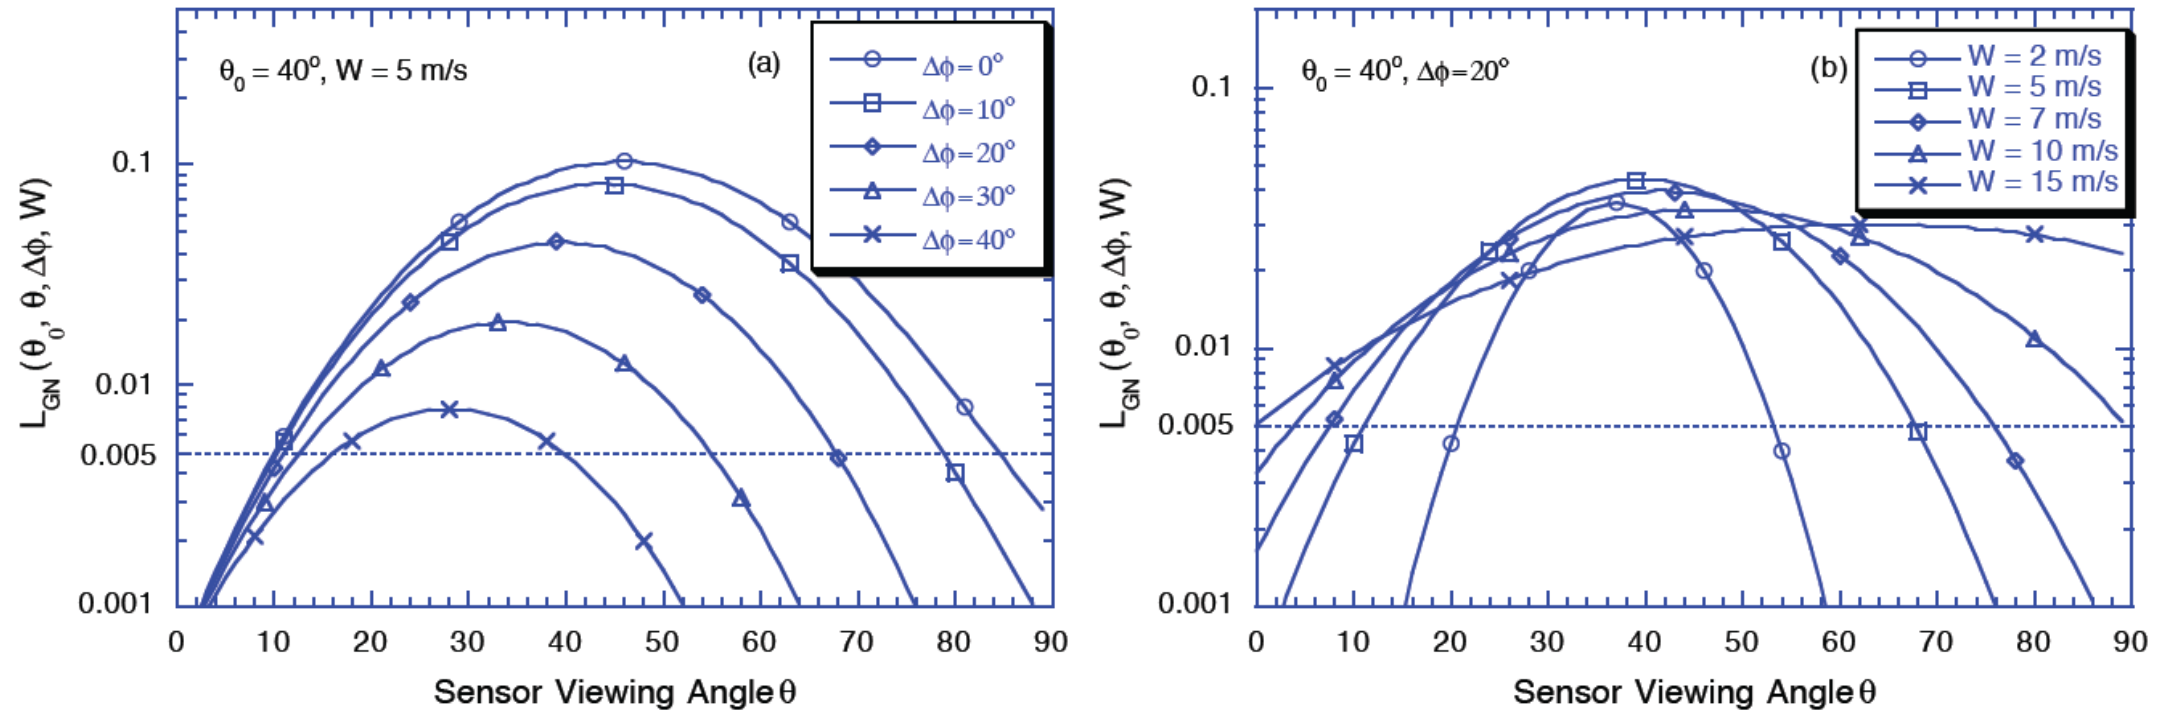 θ0 = 40°, W = 5 m/s
(a)
Δϕ=0°
Δϕ=10°
Δϕ=20°
Δϕ=30°
Δϕ=40°
LGN (θ0, θ, Δϕ, W)
0.1
0.01
0.005
0.001
0 10 20 30 40 50 60 70 80 90
Sensor Viewing Angle θ
θ0 = 40°, Δϕ=20°
(b)
W = 2 m/s
W = 5 m/s
W = 7 m/s
W = 10 m/s
W = 15 m/s
LGN (θ0, θ, Δϕ, W)
0.1
0.01
0.005
0.001
0 10 20 30 40 50 60 70 80 90
Sensor Viewing Angle θ